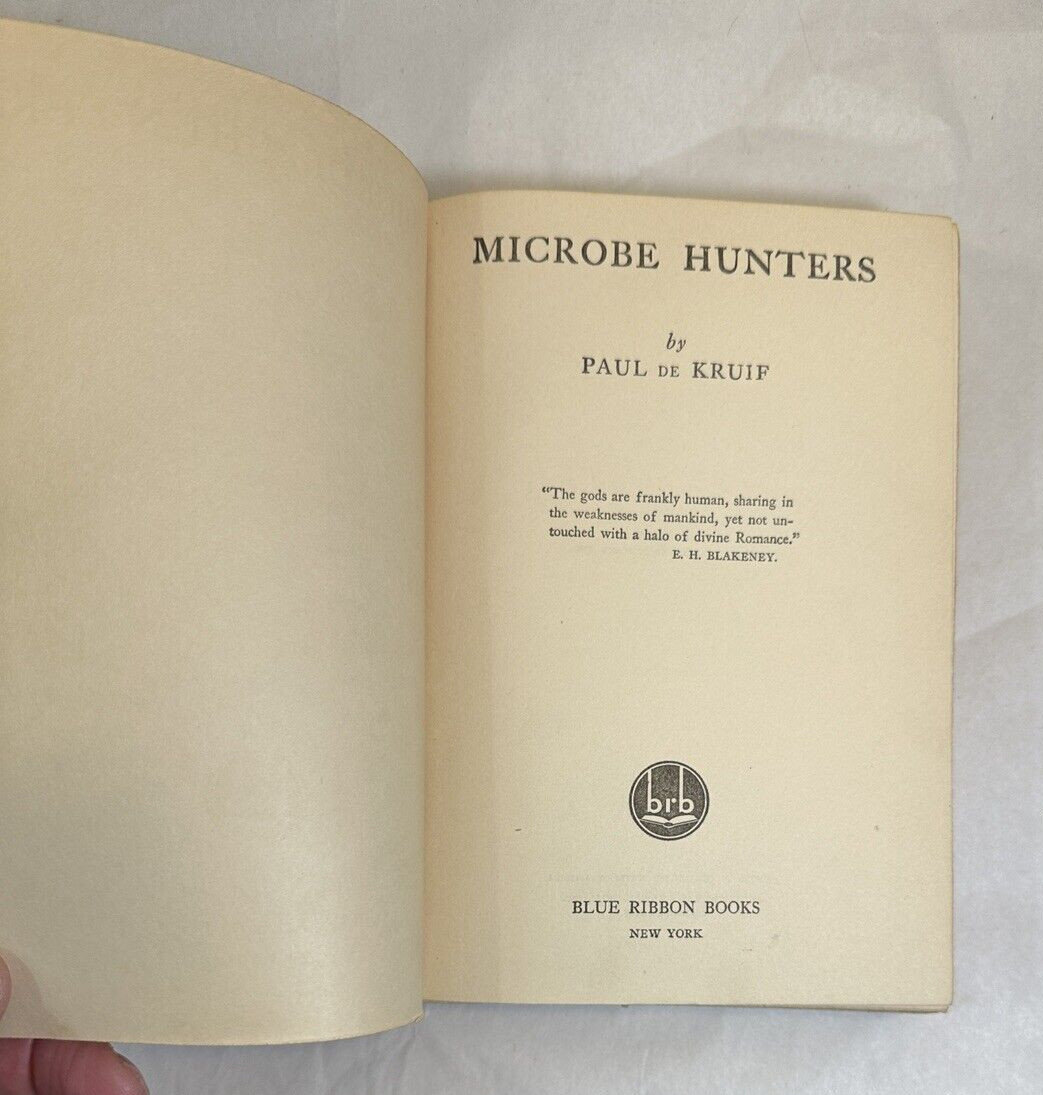 MICROBE HUNTERS
by
PAUL DE KRUIF
“The gods are frankly human, sharing in
the weaknesses of mankind, yet not un-
touched with a halo of divine Romance.”
E. H. BLAKENEY.
brb
BLUE RIBBON BOOKS
NEW YORK